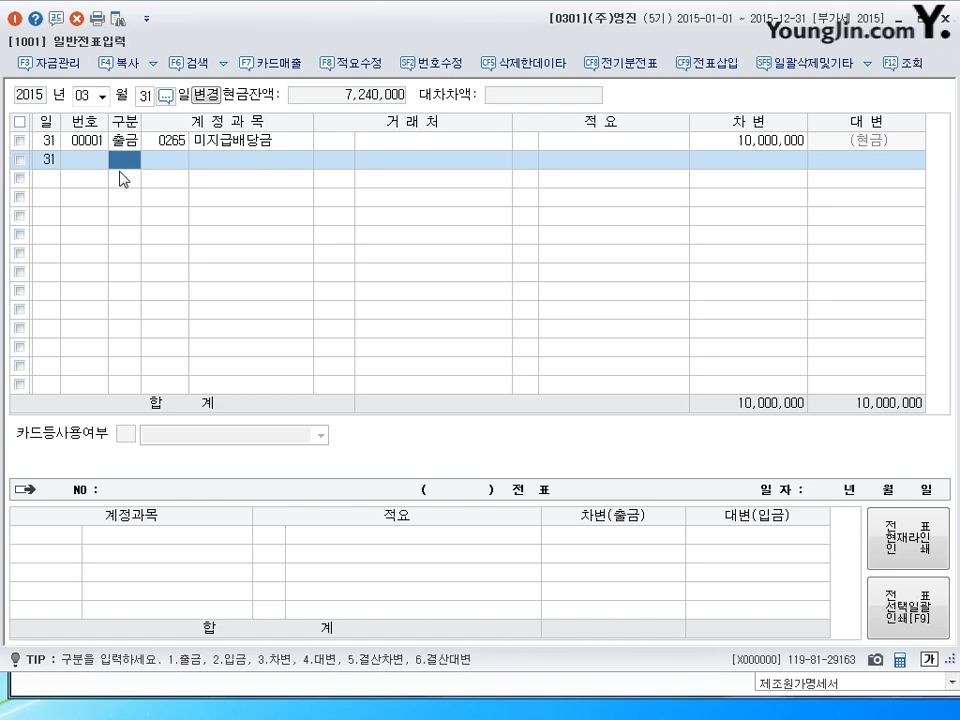 [0301](주)영진 (5기) 2015-01-01 ~ 2015-12-31 [부가세 2015]
YoungJin.com Y.
[1001] 일반전표입력
F3 자금관리 F4 복사 F6 검색 F7 카드매출 F8 적요수정 SF2 번호수정 CF5 삭제한데이타 CF8 전기분전표 CF9 전표삽입 SF5 일괄삭제및기타 F12 조회
2015 년 03 월 31 일 변경 현금잔액: 7,240,000 대차차액:
일 번호 구분 계 정 과 목 거 래 처 적 요 차 변 대 변
31 00001 출금 0265 미지급배당금 10,000,000 (현금)
31
합 계 10,000,000 10,000,000
카드등사용여부
NO : ( ) 전 표 일 자 : 년 월 일
계정과목 적요 차변(출금) 대변(입금)
전 표
현재라인
인 쇄
전 표
선택일괄
인쇄[F9]
합 계
TIP : 구분을 입력하세요. 1.출금, 2.입금, 3.차변, 4.대변, 5.결산차변, 6.결산대변 [X000000] 119-81-29163 가
제조원가명세서